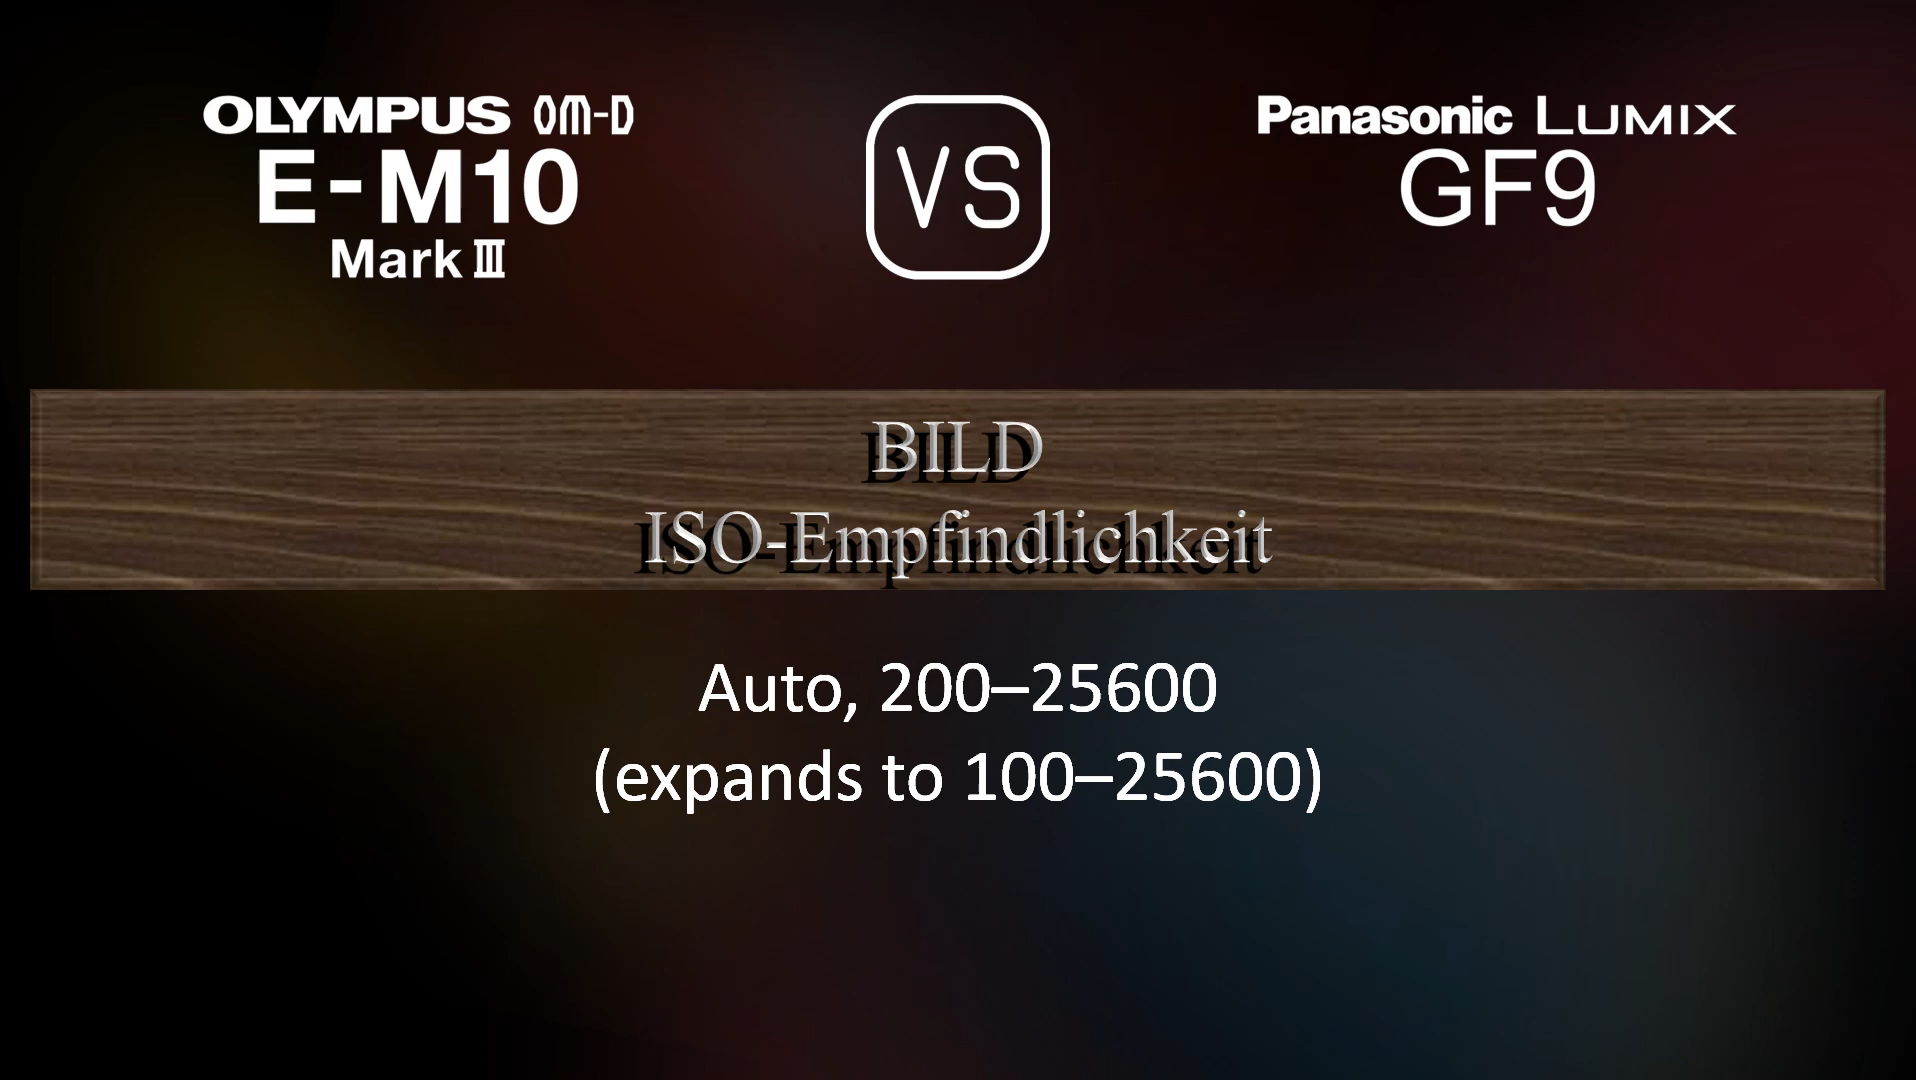 OLYMPUS OM-D
E-M10
Mark III
VS
Panasonic LUMIX
GF9
BILD
ISO-Empfindlichkeit
Auto, 200–25600
(expands to 100–25600)